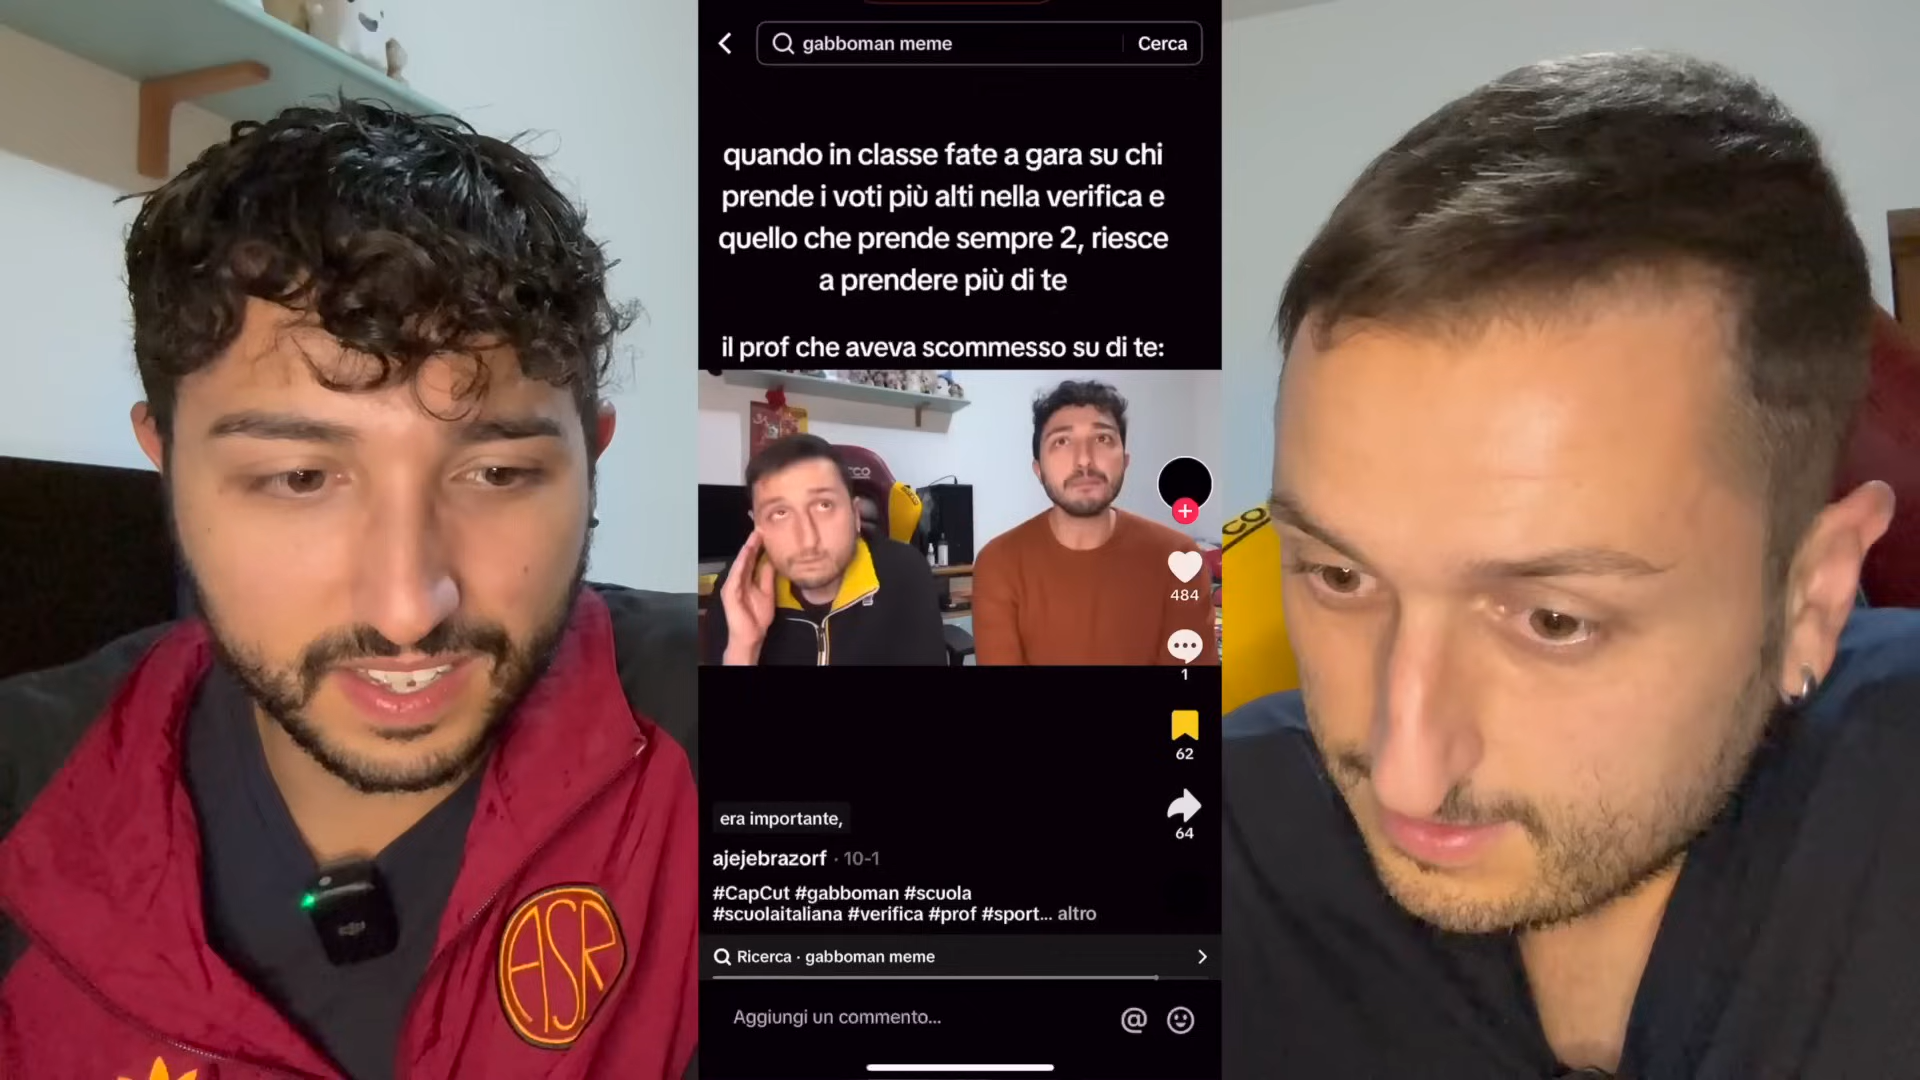 gabboman meme
Cerca
quando in classe fate a gara su chi
prende i voti più alti nella verifica e
quello che prende sempre 2, riesce
a prendere più di te
il prof che aveva scommesso su di te:
484
1
62
64
era importante,
ajejebrazorf · 10-1
#CapCut #gabboman #scuola
#scuolaitaliana #verifica #prof #sport... altro
Ricerca · gabboman meme
Aggiungi un commento...
@
ASR
dji